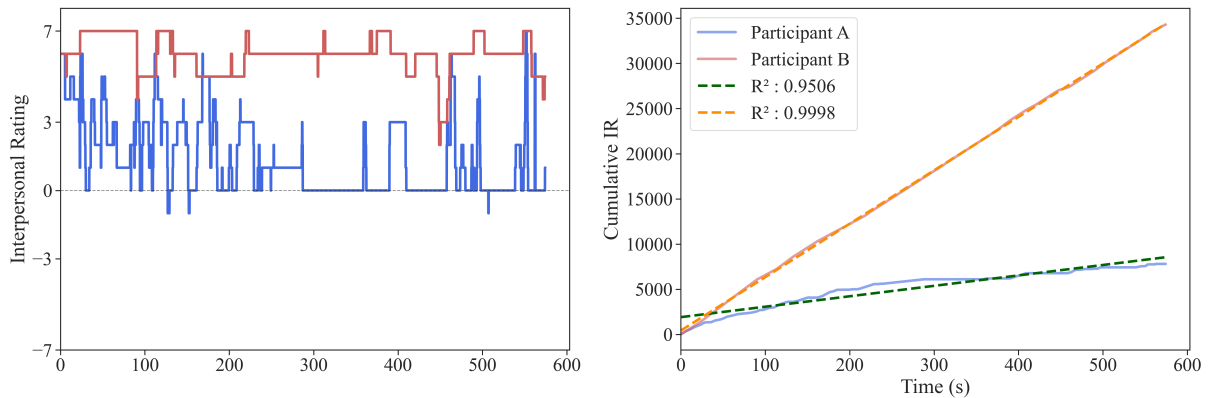 Interpersonal Rating
7
3
0
−3
−7
0 100 200 300 400 500 600
Cumulative IR
35000
30000
25000
20000
15000
10000
5000
0
Participant A
Participant B
R² : 0.9506
R² : 0.9998
0 100 200 300 400 500 600
Time (s)